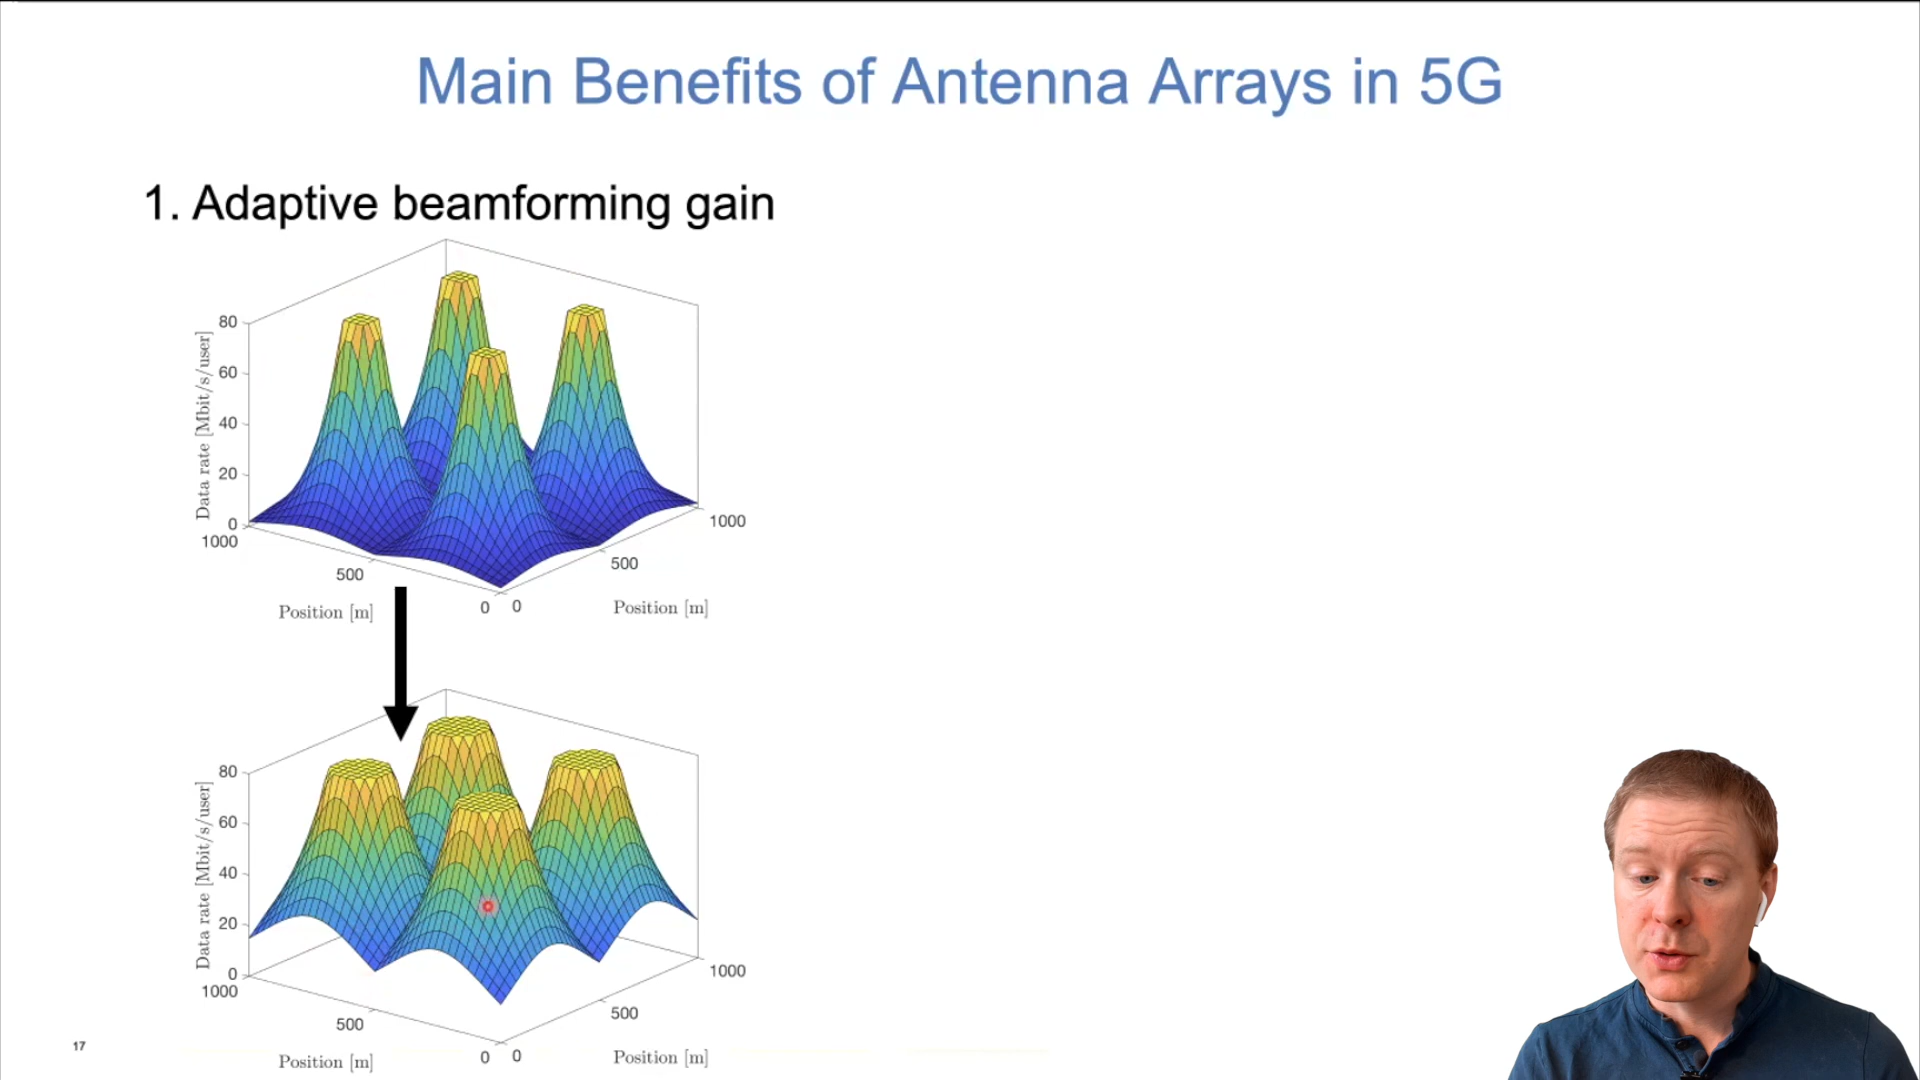 Main Benefits of Antenna Arrays in 5G
1. Adaptive beamforming gain
80
60
40
20
0
Data rate [Mbit/s/user]
1000
500
0
Position [m]
0
500
1000
Position [m]
80
60
40
20
0
Data rate [Mbit/s/user]
1000
500
0
Position [m]
0
500
1000
Position [m]
17